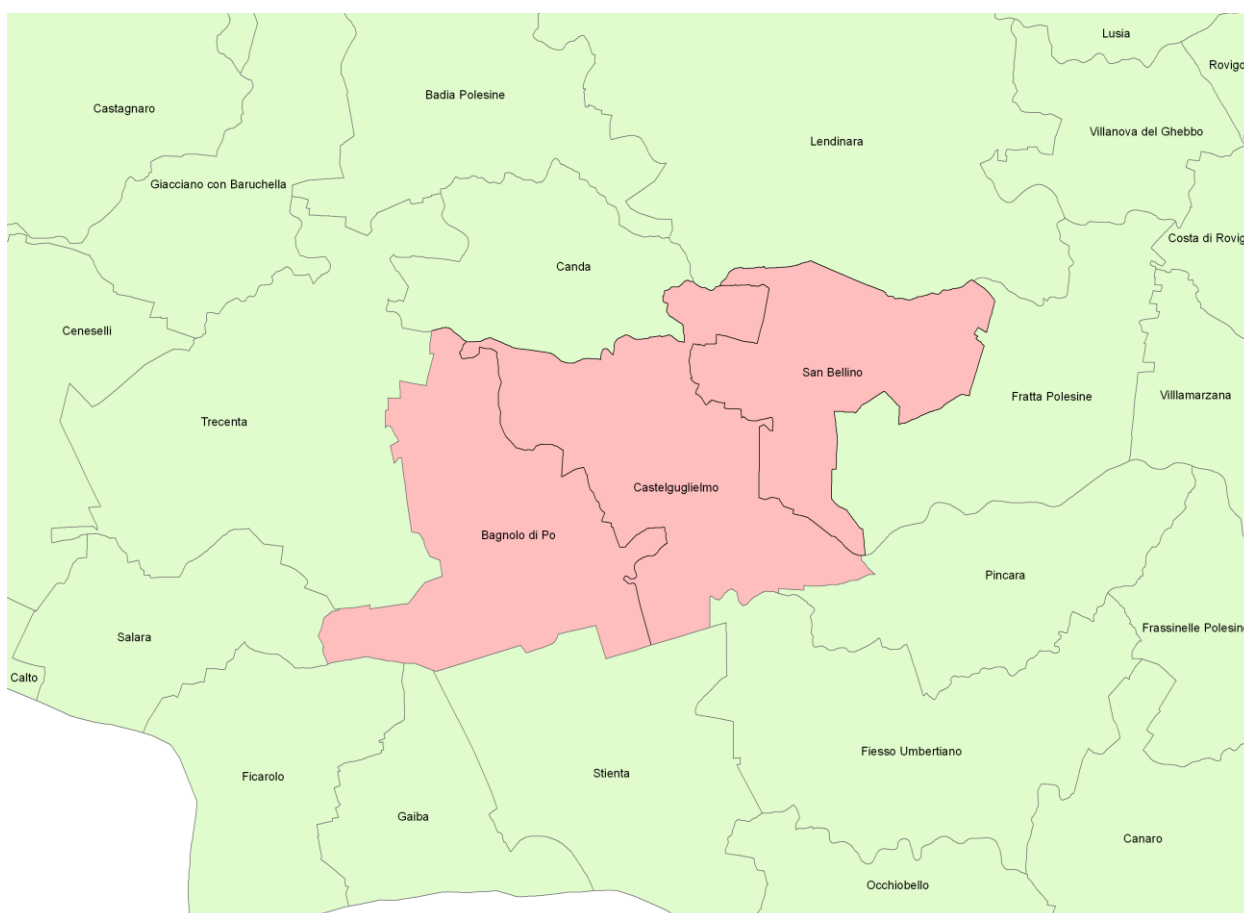 Lusia
Rovigo
Badia Polesine
Castagnaro
Villanova del Ghebbo
Lendinara
Giacciano con Baruchella
Costa di Rovig
Canda
Ceneselli
San Bellino
Villlamarzana
Fratta Polesine
Trecenta
Castelguglielmo
Bagnolo di Po
Pincara
Salara
Frassinelle Polesine
Calto
Fiesso Umbertiano
Stienta
Ficarolo
Gaiba
Canaro
Occhiobello